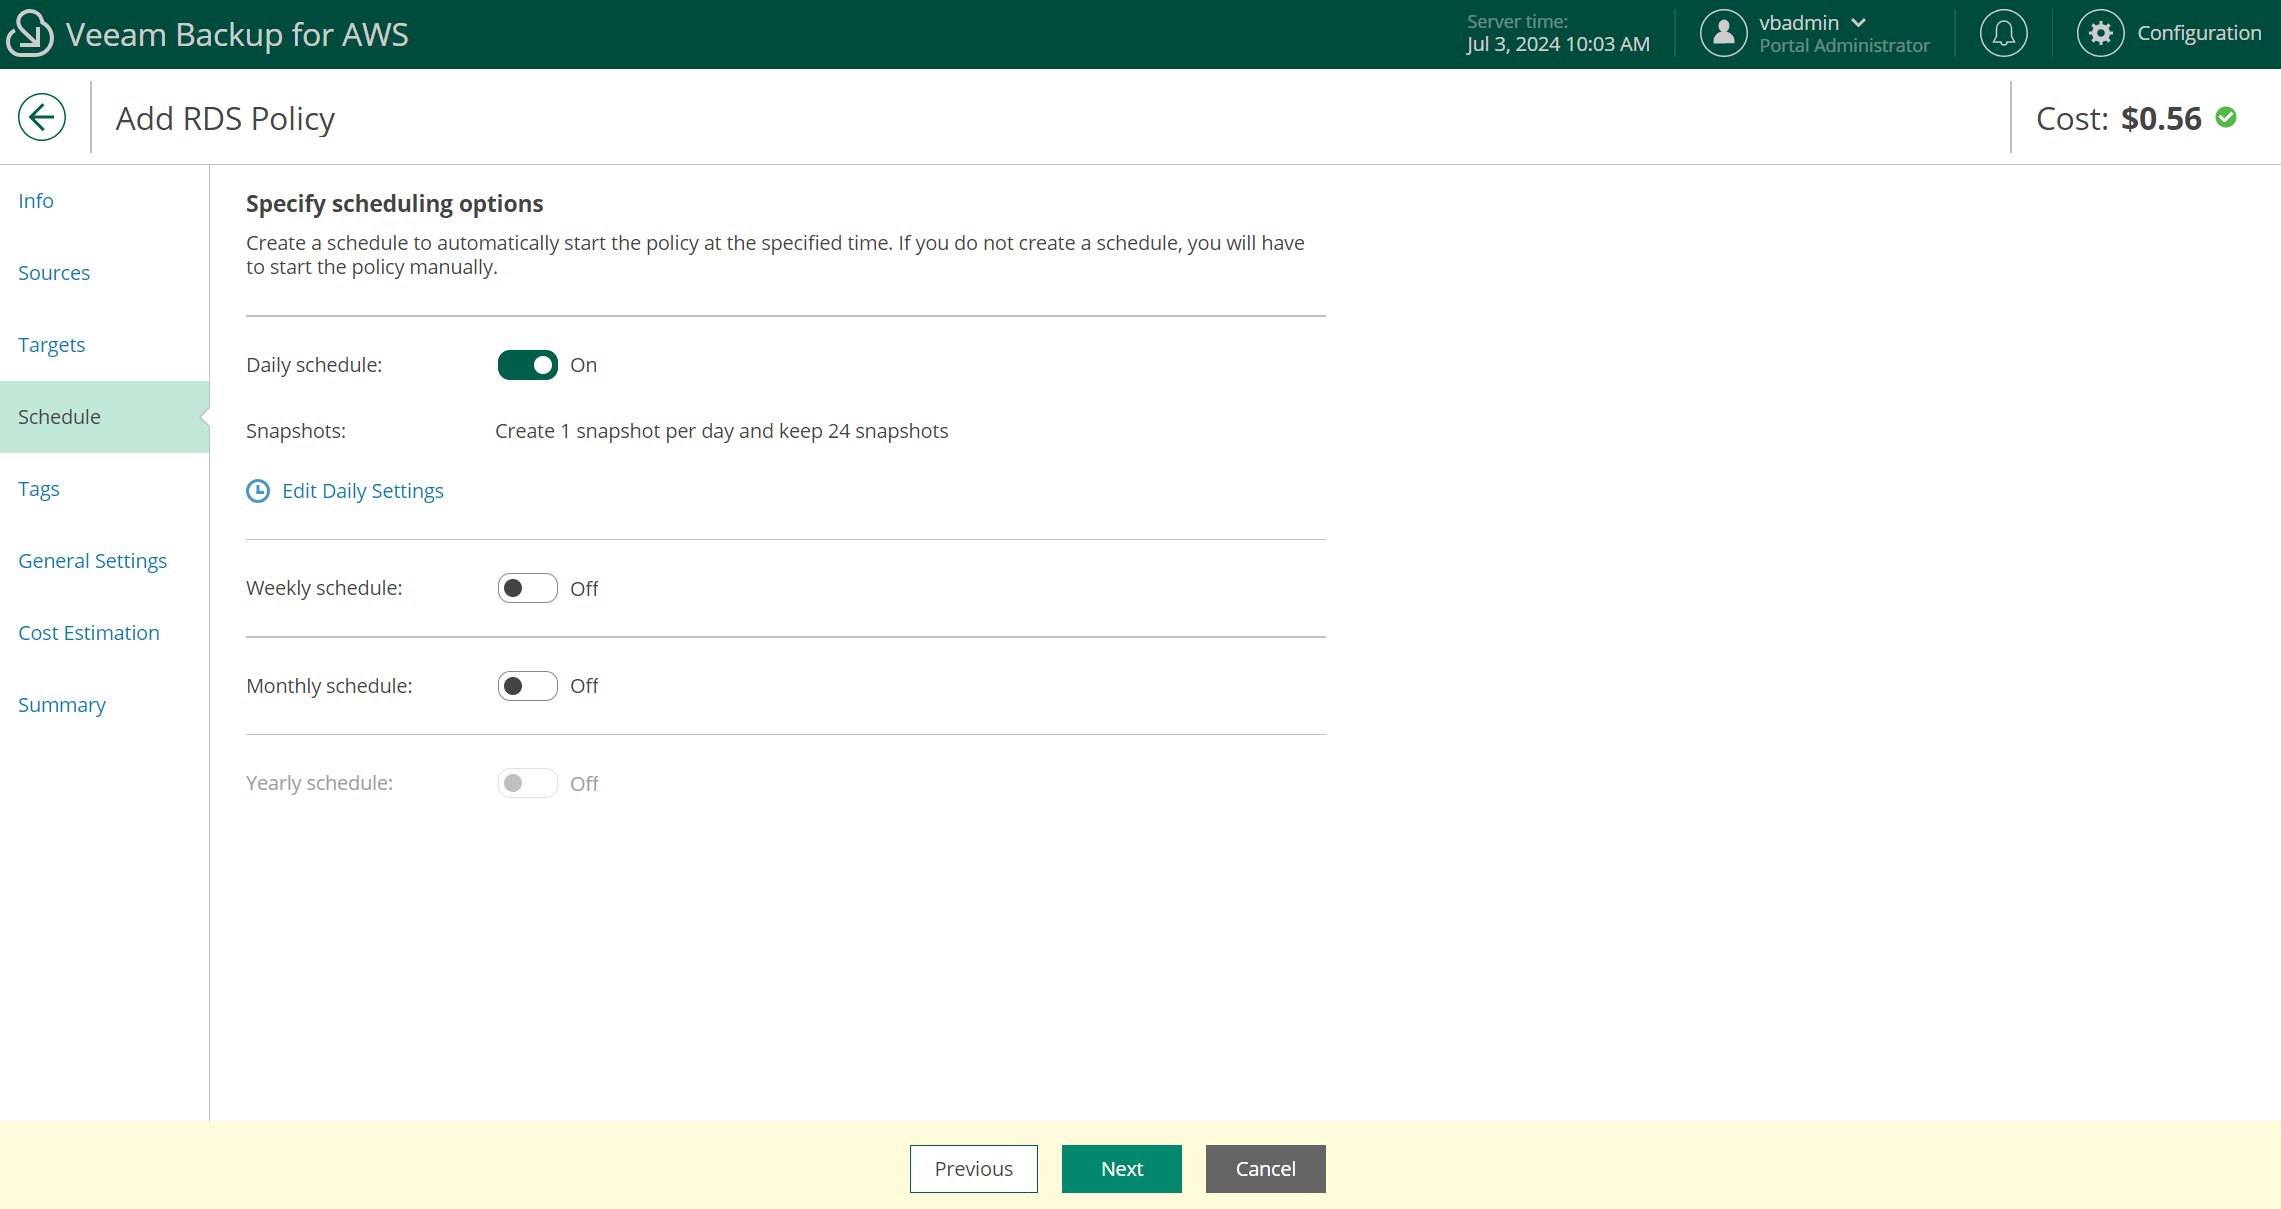 Veeam Backup for AWS
Server time:
Jul 3, 2024 10:03 AM
vbadmin
Portal Administrator
Configuration
Add RDS Policy
Cost: $0.56
Info
Sources
Targets
Schedule
Tags
General Settings
Cost Estimation
Summary
Specify scheduling options
Create a schedule to automatically start the policy at the specified time. If you do not create a schedule, you will have
to start the policy manually.
Daily schedule: On
Snapshots: Create 1 snapshot per day and keep 24 snapshots
Edit Daily Settings
Weekly schedule: Off
Monthly schedule: Off
Yearly schedule: Off
Previous Next Cancel